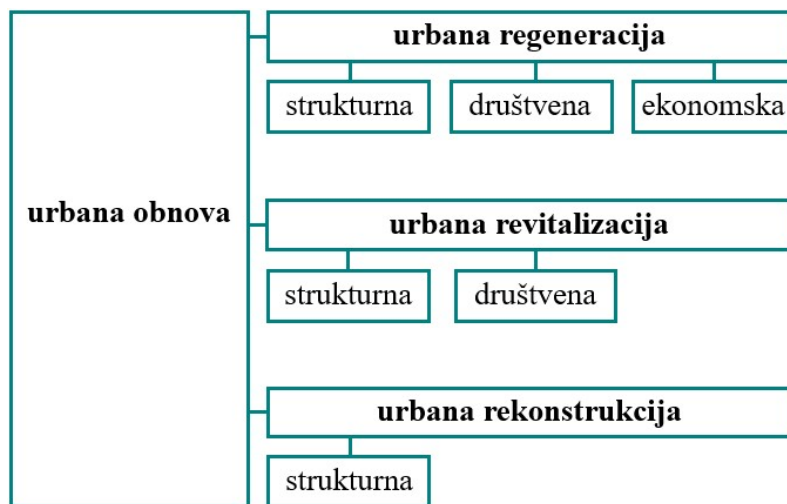 urbana obnova
urbana regeneracija
strukturna
društvena
ekonomska
urbana revitalizacija
strukturna
društvena
urbana rekonstrukcija
strukturna